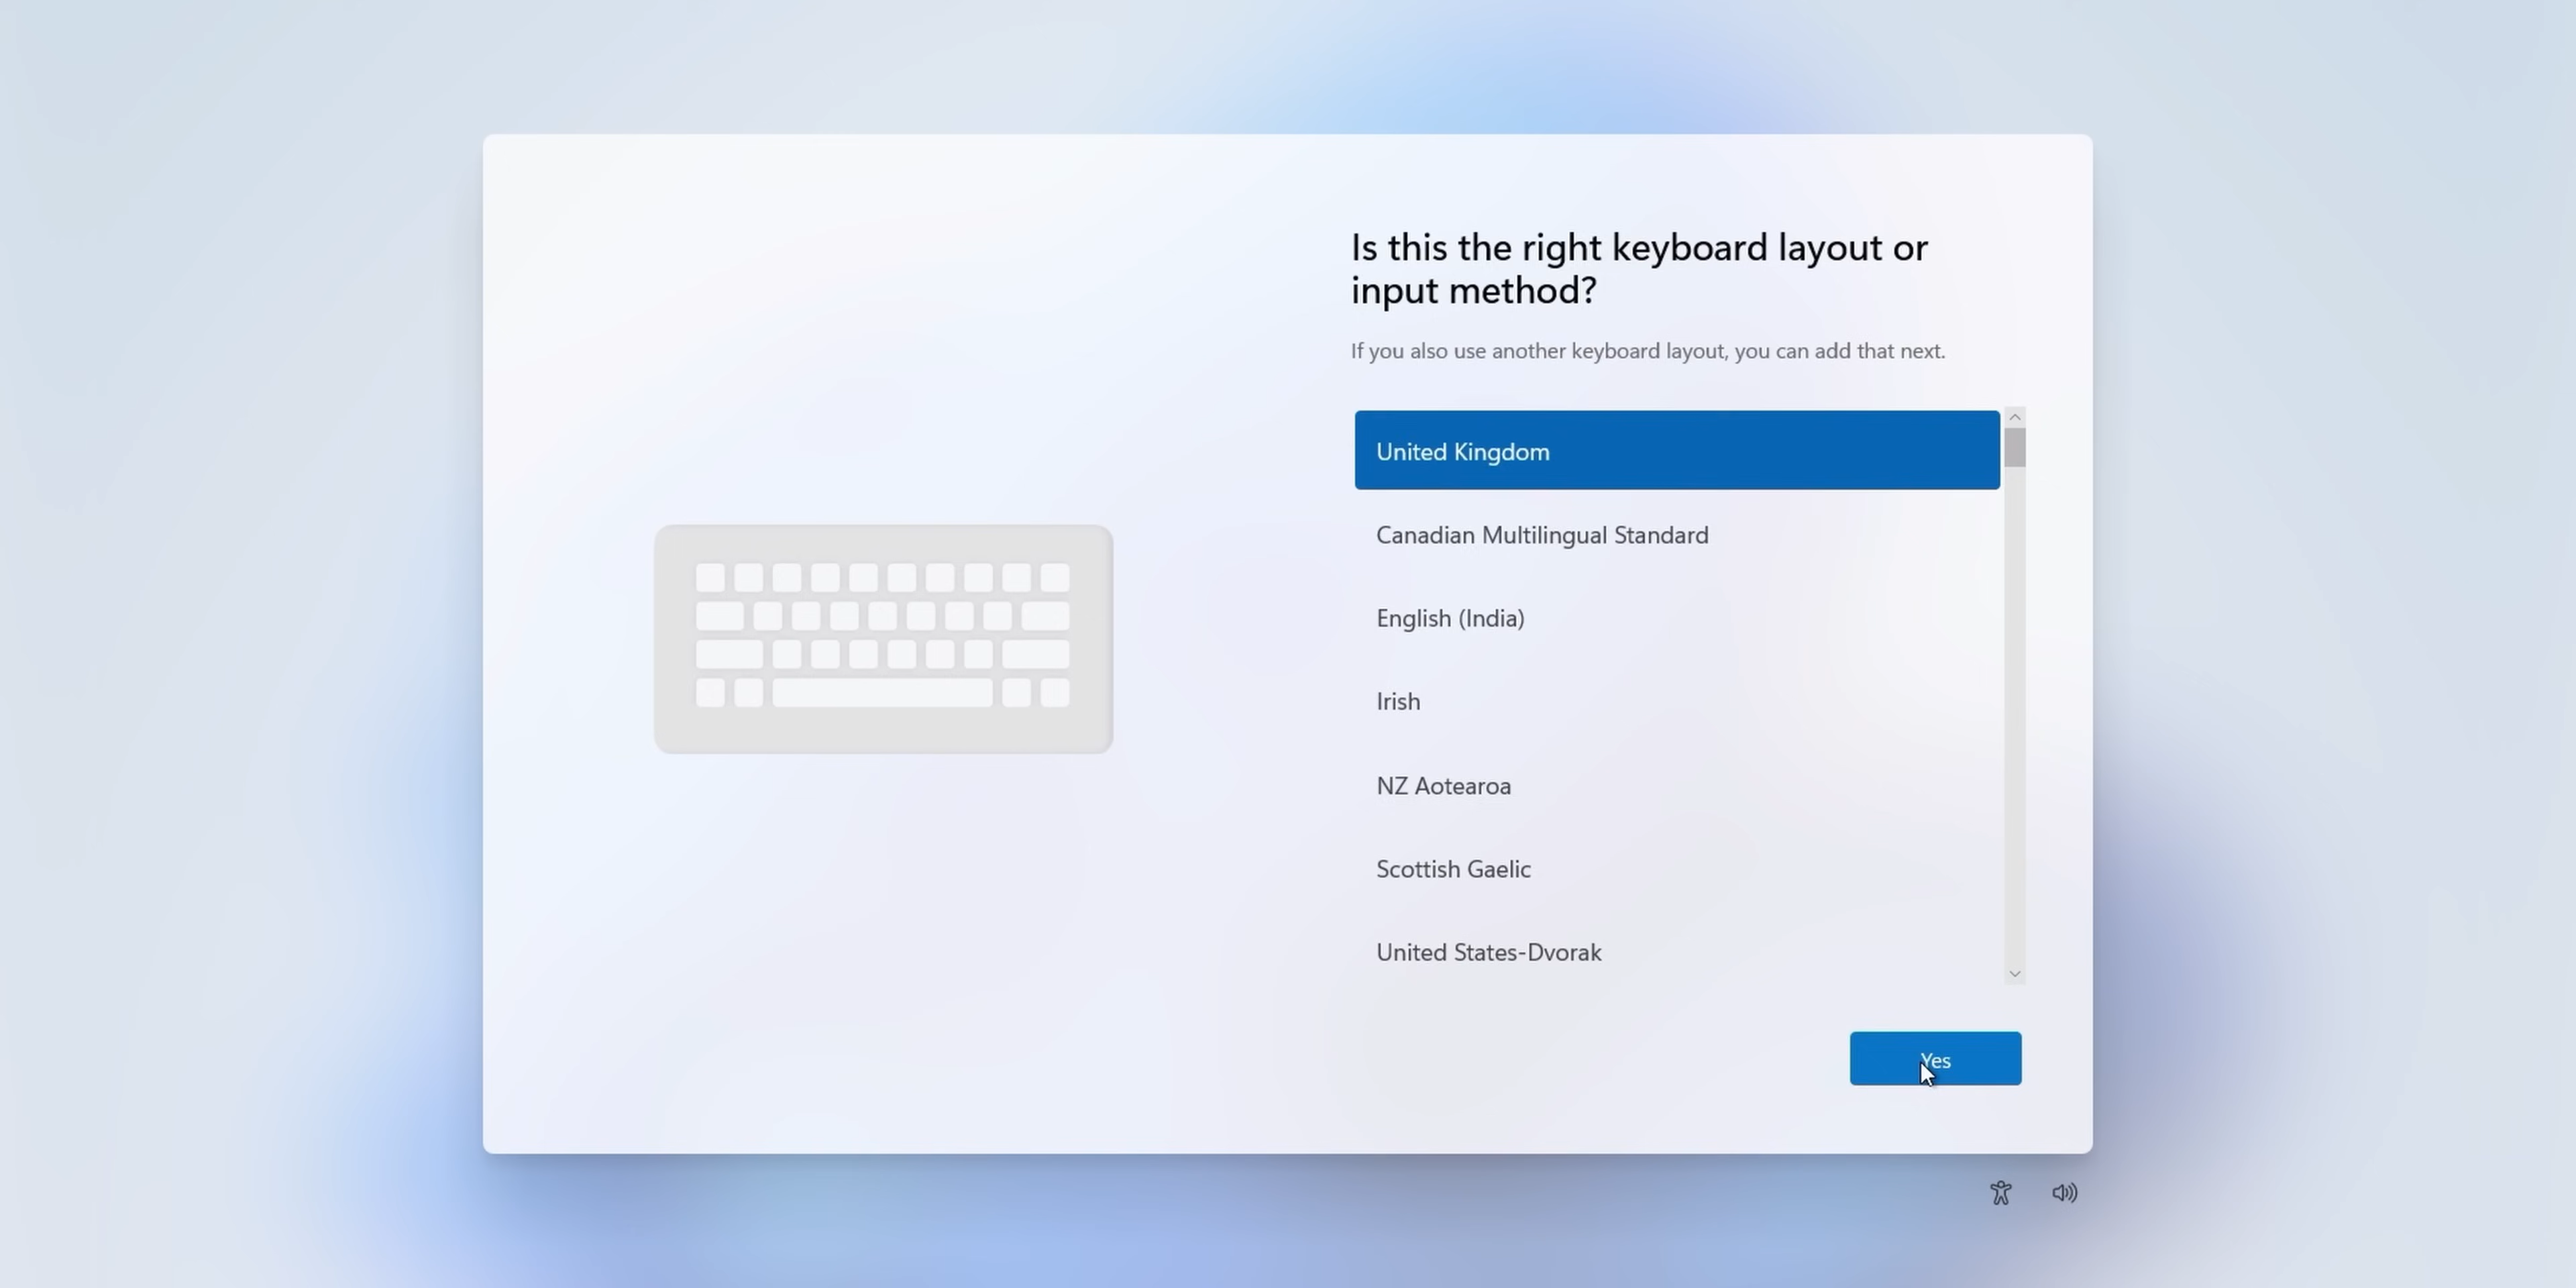 Is this the right keyboard layout or
input method?
If you also use another keyboard layout, you can add that next.
United Kingdom
Canadian Multilingual Standard
English (India)
Irish
NZ Aotearoa
Scottish Gaelic
United States-Dvorak
Yes